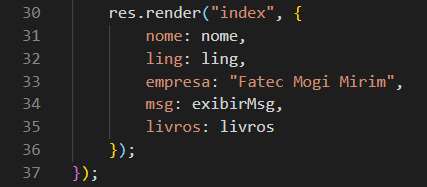 30 res.render("index", {
31 nome: nome,
32 ling: ling,
33 empresa: "Fatec Mogi Mirim",
34 msg: exibirMsg,
35 livros: livros
36 });
37 });